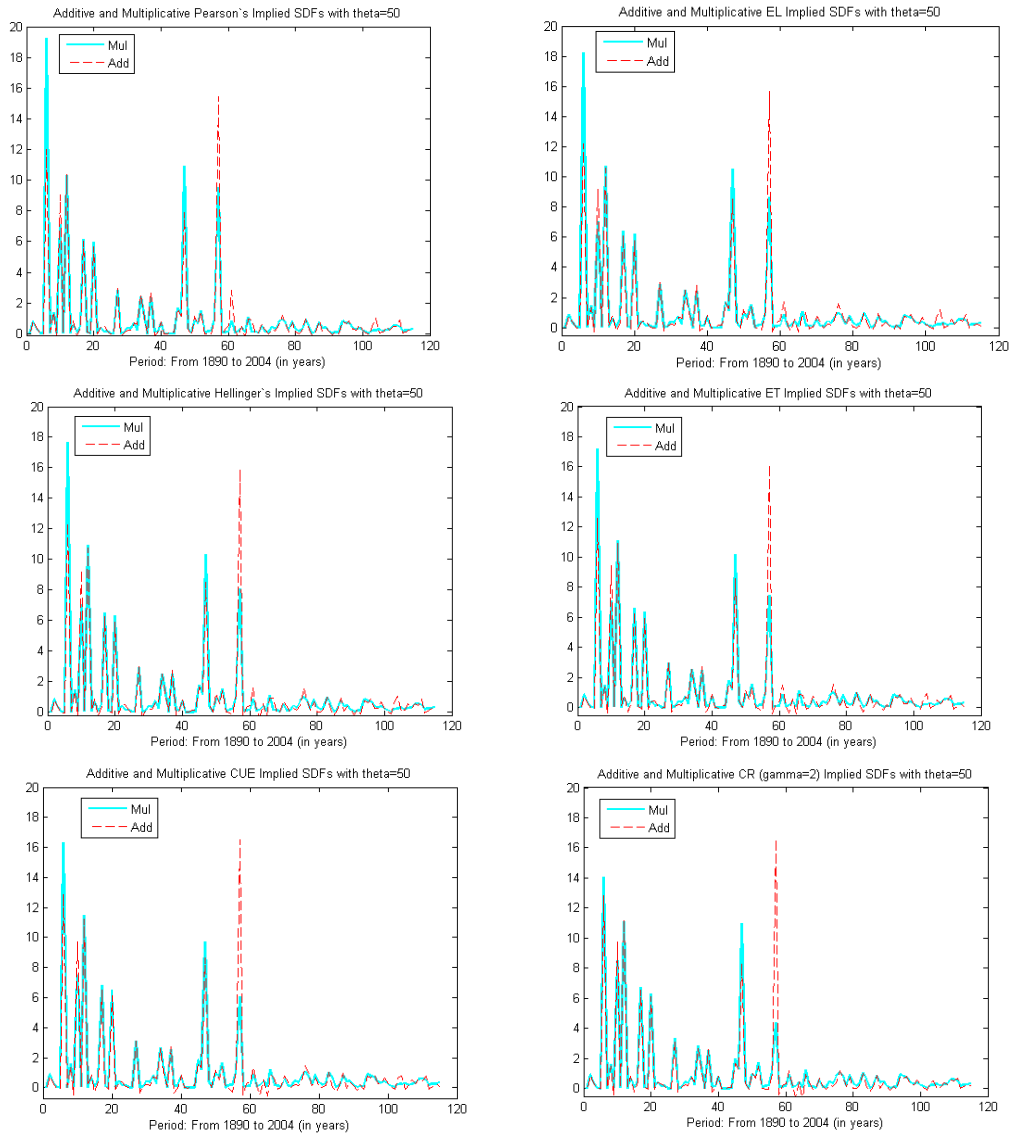 Additive and Multiplicative Pearson`s Implied SDFs with theta=50
Mul
Add
20
18
16
14
12
10
8
6
4
2
0
0 20 40 60 80 100 120
Period: From 1890 to 2004 (in years)
Additive and Multiplicative EL Implied SDFs with theta=50
Mul
Add
20
18
16
14
12
10
8
6
4
2
0
0 20 40 60 80 100 120
Period: From 1890 to 2004 (in years)
Additive and Multiplicative Hellinger`s Implied SDFs with theta=50
Mul
Add
20
18
16
14
12
10
8
6
4
2
0
0 20 40 60 80 100 120
Period: From 1890 to 2004 (in years)
Additive and Multiplicative ET Implied SDFs with theta=50
Mul
Add
20
18
16
14
12
10
8
6
4
2
0
0 20 40 60 80 100 120
Period: From 1890 to 2004 (in years)
Additive and Multiplicative CUE Implied SDFs with theta=50
Mul
Add
20
18
16
14
12
10
8
6
4
2
0
0 20 40 60 80 100 120
Period: From 1890 to 2004 (in years)
Additive and Multiplicative CR (gamma=2) Implied SDFs with theta=50
Mul
Add
20
18
16
14
12
10
8
6
4
2
0
0 20 40 60 80 100 120
Period: From 1890 to 2004 (in years)